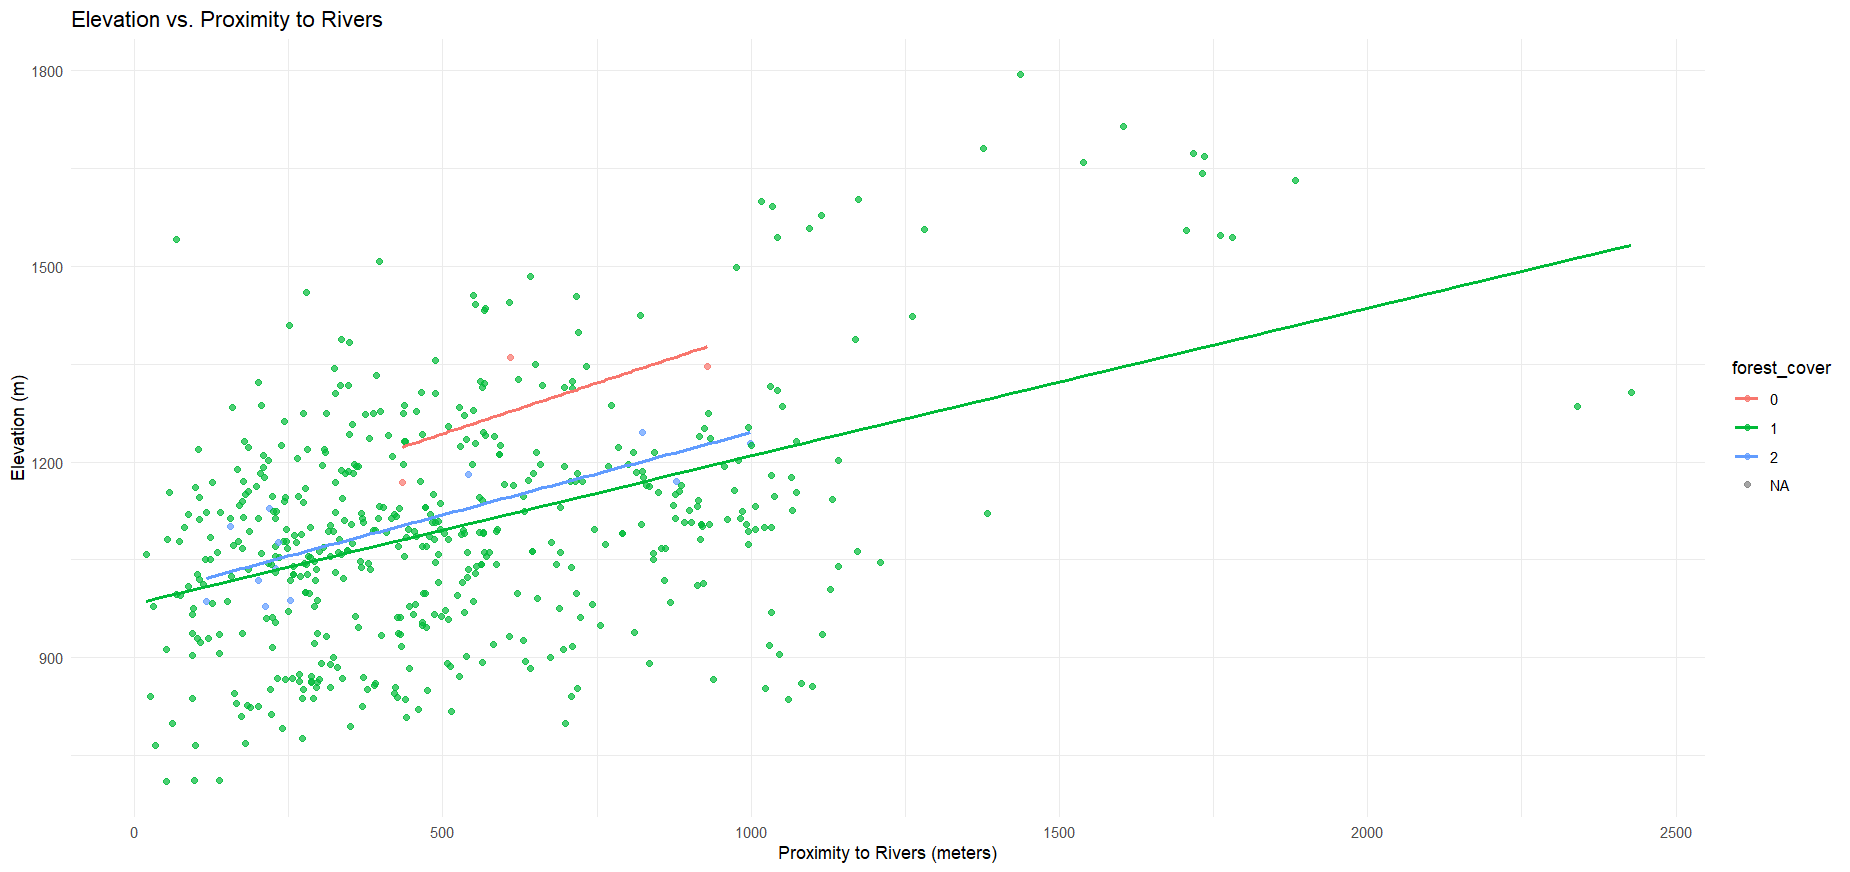 Elevation vs. Proximity to Rivers
Elevation (m)
1800
1500
1200
900
0
500
1000
1500
2000
2500
Proximity to Rivers (meters)
forest_cover
0
1
2
NA